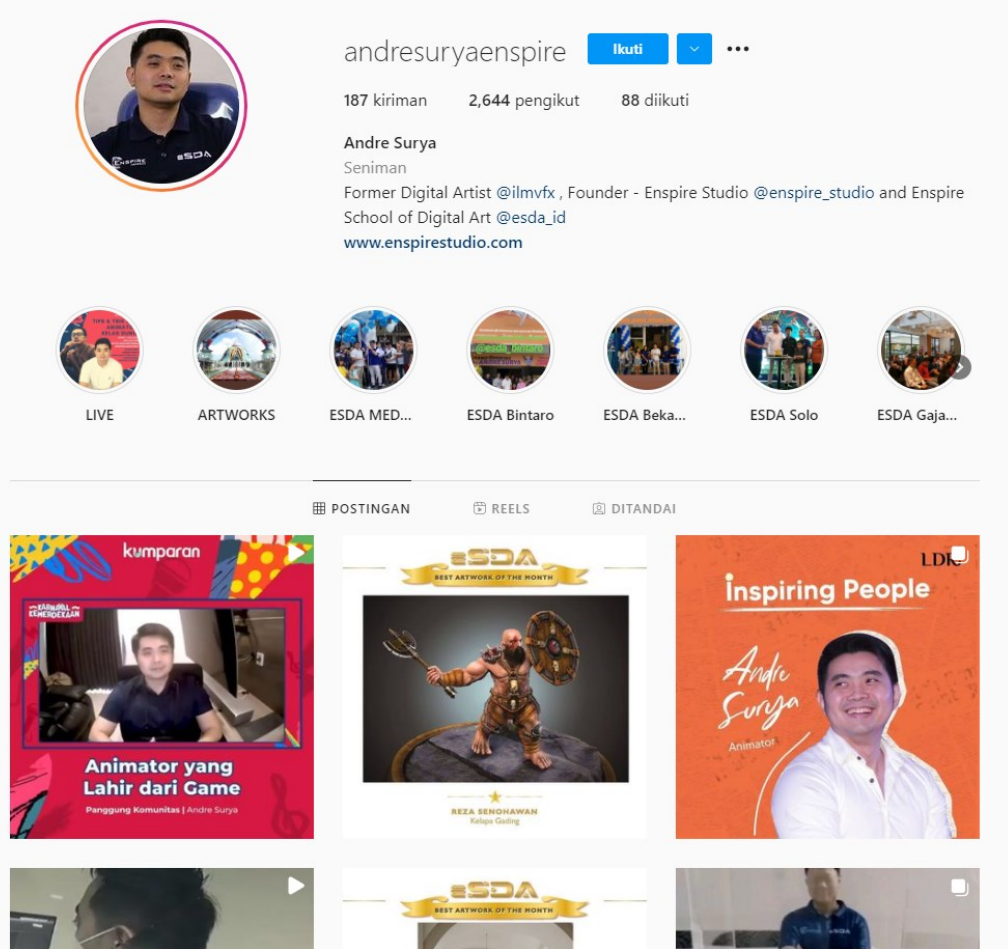 andresuryaenspire
Ikuti
187 kiriman 2,644 pengikut 88 diikuti
Andre Surya
Seniman
Former Digital Artist @ilmvfx , Founder - Enspire Studio @enspire_studio and Enspire
School of Digital Art @esda_id
www.enspirestudio.com
LIVE ARTWORKS ESDA MED... ESDA Bintaro ESDA Beka... ESDA Solo ESDA Gaja...
POSTINGAN REELS DITANDAI
kumparan
KARNAVAL
KEMERDEKAAN
Animator yang
Lahir dari Game
Panggung Komunitas | Andre Surya
eSDA
BEST ARTWORK OF THE MONTH
REZA SENOHAWAN
Kelapa Gading
Inspiring People
Andre
Surya
Animator
eSDA
BEST ARTWORK OF THE MONTH